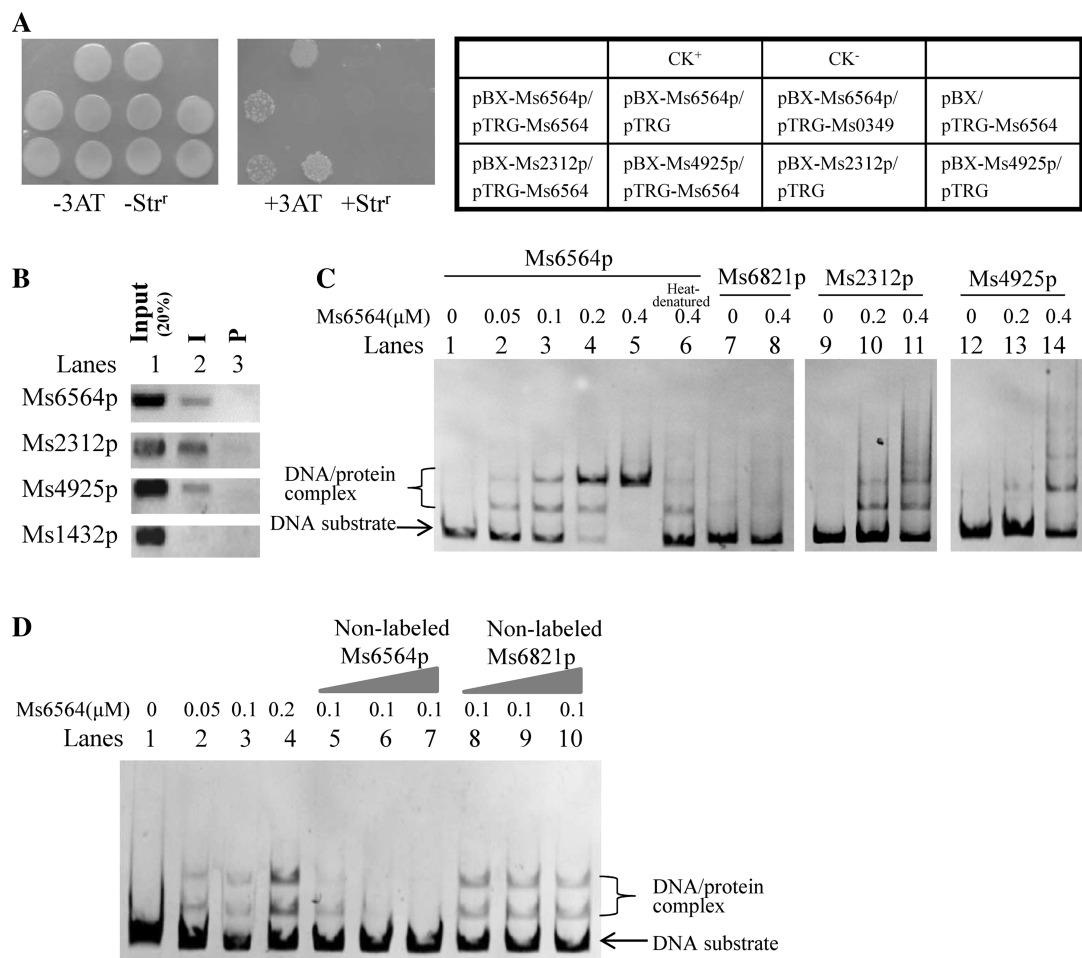 A
-3AT -Strʳ
+3AT +Strʳ
CK⁺ CK⁻
pBX-Ms6564p/ pBX-Ms6564p/ pBX-Ms6564p/ pBX/
pTRG-Ms6564 pTRG pTRG-Ms0349 pTRG-Ms6564
pBX-Ms2312p/ pBX-Ms4925p/ pBX-Ms2312p/ pBX-Ms4925p/
pTRG-Ms6564 pTRG-Ms6564 pTRG pTRG
B
Input (20%) I P
Lanes 1 2 3
Ms6564p
Ms2312p
Ms4925p
Ms1432p
C
Ms6564p Ms6821p Ms2312p Ms4925p
Heat-
denatured
Ms6564(μM) 0 0.05 0.1 0.2 0.4 0.4 0 0.4 0 0.2 0.4 0 0.2 0.4
Lanes 1 2 3 4 5 6 7 8 9 10 11 12 13 14
DNA/protein
complex
DNA substrate
D
Non-labeled Non-labeled
Ms6564p Ms6821p
Ms6564(μM) 0 0.05 0.1 0.2 0.1 0.1 0.1 0.1 0.1 0.1
Lanes 1 2 3 4 5 6 7 8 9 10
DNA/protein
complex
DNA substrate